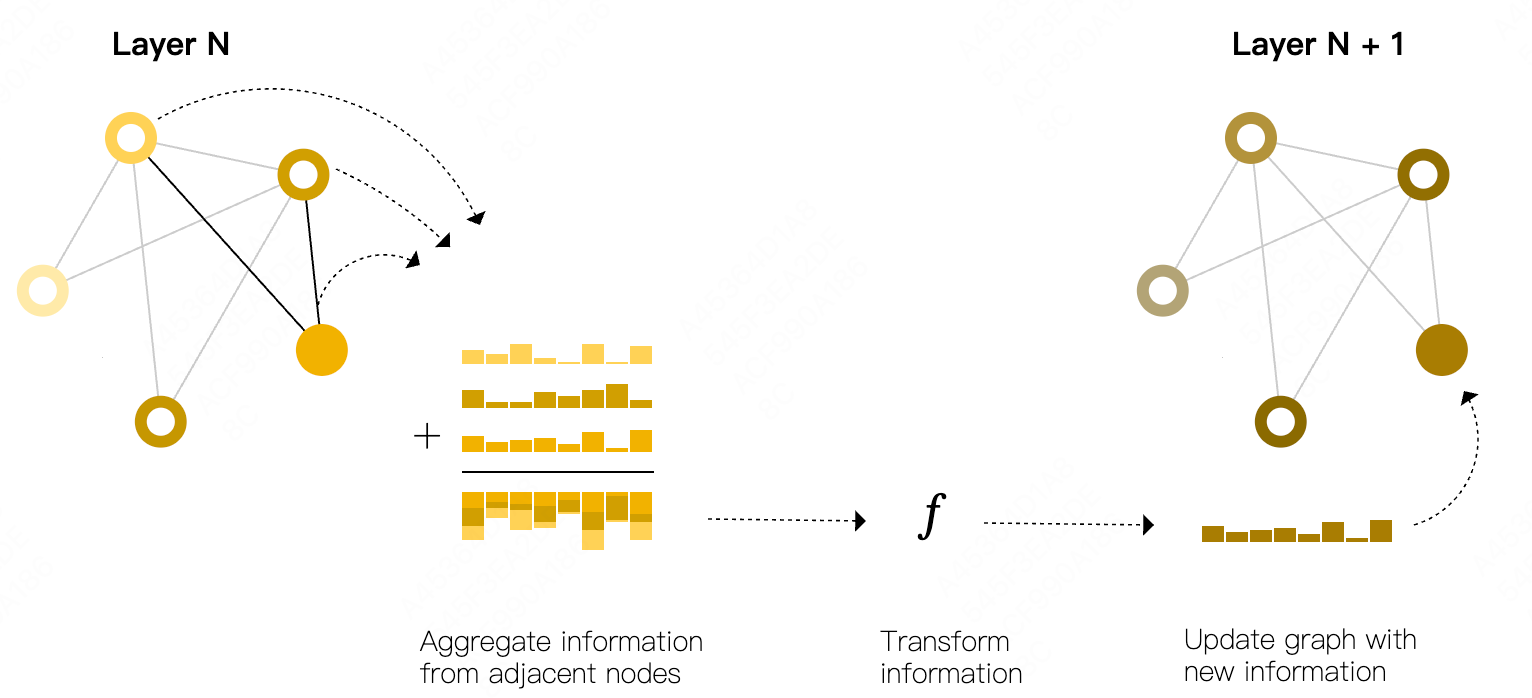 Layer N
Layer N + 1
+
f
Aggregate information
from adjacent nodes
Transform
information
Update graph with
new information